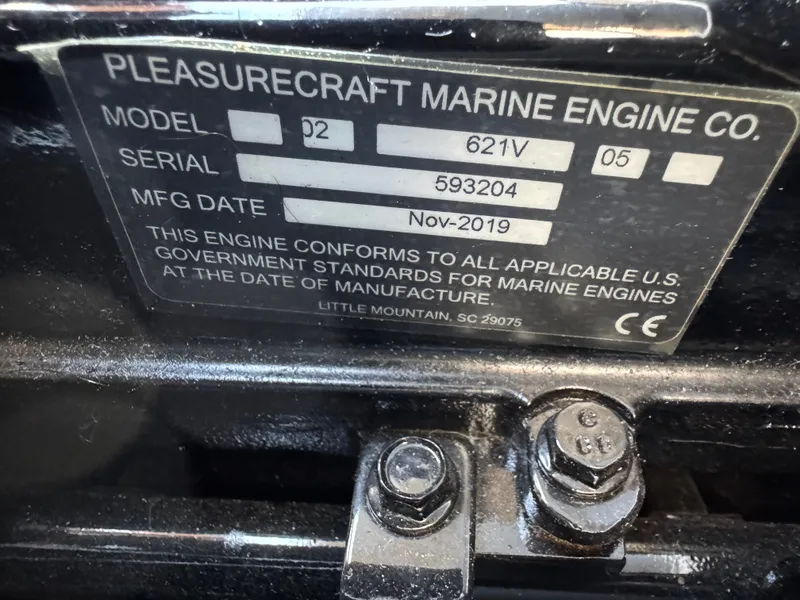 PLEASURECRAFT MARINE ENGINE CO.
MODEL 02 621V 05
SERIAL 593204
MFG DATE Nov-2019
THIS ENGINE CONFORMS TO ALL APPLICABLE U.S.
GOVERNMENT STANDARDS FOR MARINE ENGINES
AT THE DATE OF MANUFACTURE.
LITTLE MOUNTAIN, SC 29075
CE